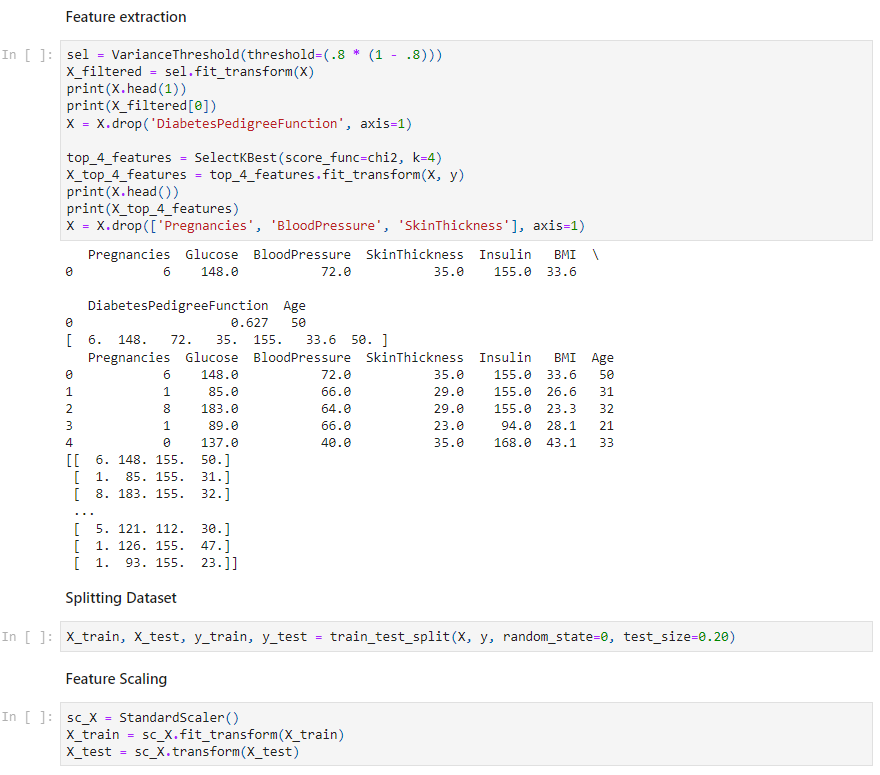 Feature extraction
In [ ]: sel = VarianceThreshold(threshold=(.8 * (1 - .8)))
X_filtered = sel.fit_transform(X)
print(X.head(1))
print(X_filtered[0])
X = X.drop('DiabetesPedigreeFunction', axis=1)
top_4_features = SelectKBest(score_func=chi2, k=4)
X_top_4_features = top_4_features.fit_transform(X, y)
print(X.head())
print(X_top_4_features)
X = X.drop(['Pregnancies', 'BloodPressure', 'SkinThickness'], axis=1)
Pregnancies  Glucose  BloodPressure  SkinThickness  Insulin   BMI  \
0            6    148.0           72.0           35.0    155.0  33.6
DiabetesPedigreeFunction  Age
0                     0.627   50
[  6.  148.   72.   35.  155.   33.6  50. ]
Pregnancies  Glucose  BloodPressure  SkinThickness  Insulin   BMI  Age
0            6    148.0           72.0           35.0    155.0  33.6   50
1            1     85.0           66.0           29.0    155.0  26.6   31
2            8    183.0           64.0           29.0    155.0  23.3   32
3            1     89.0           66.0           23.0     94.0  28.1   21
4            0    137.0           40.0           35.0    168.0  43.1   33
[[  6. 148. 155.  50.]
[  1.  85. 155.  31.]
[  8. 183. 155.  32.]
...
[  5. 121. 112.  30.]
[  1. 126. 155.  47.]
[  1.  93. 155.  23.]]
Splitting Dataset
In [ ]: X_train, X_test, y_train, y_test = train_test_split(X, y, random_state=0, test_size=0.20)
Feature Scaling
In [ ]: sc_X = StandardScaler()
X_train = sc_X.fit_transform(X_train)
X_test = sc_X.transform(X_test)